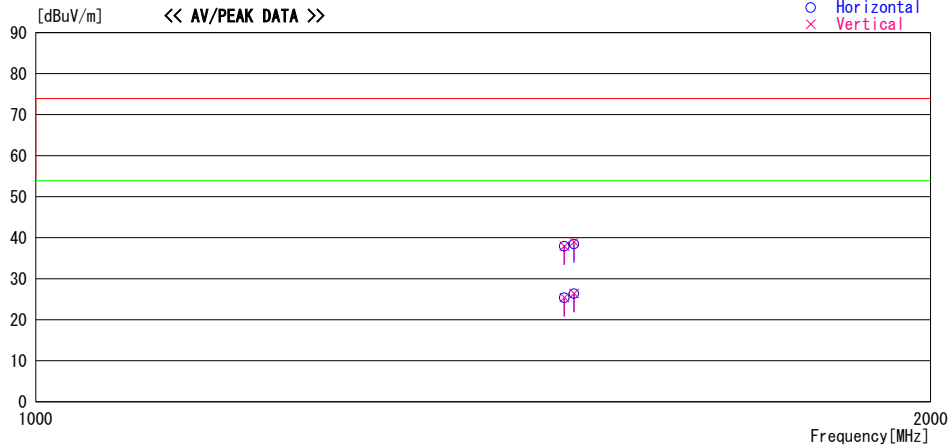 [dBuV/m] << AV/PEAK DATA >>
○ Horizontal
× Vertical
90
80
70
60
50
40
30
20
10
0
1000 2000
Frequency[MHz]